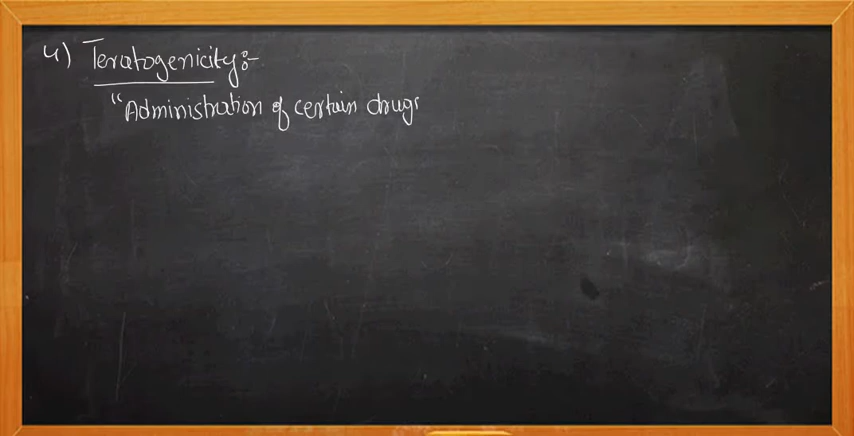 4) Teratogenicity:-
"Administration of certain drugs